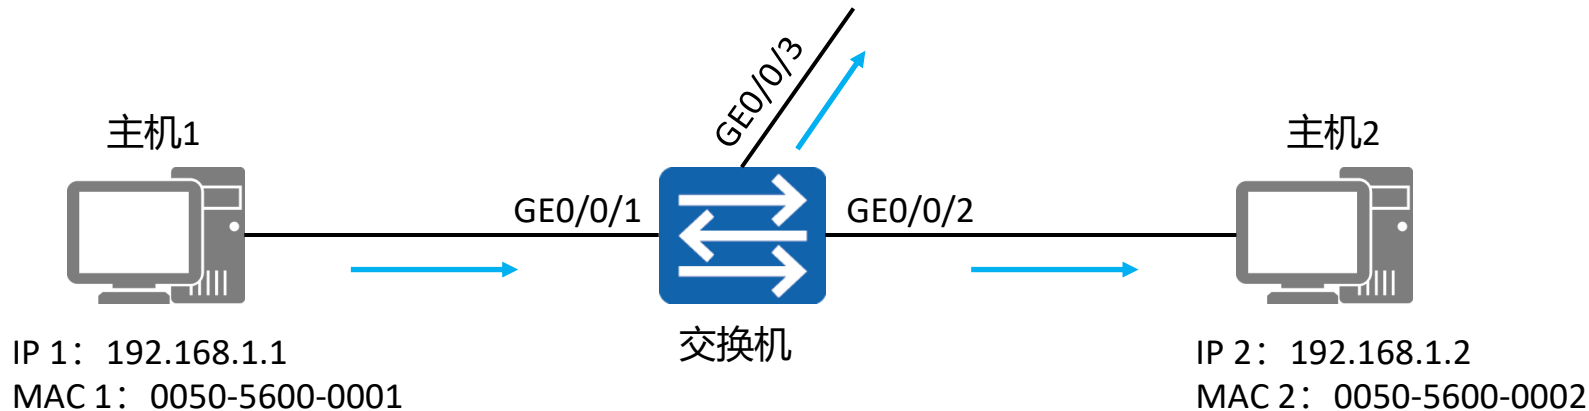 GE0/0/3
主机1
主机2
GE0/0/1
GE0/0/2
交换机
IP 1：192.168.1.1
MAC 1：0050-5600-0001
IP 2：192.168.1.2
MAC 2：0050-5600-0002